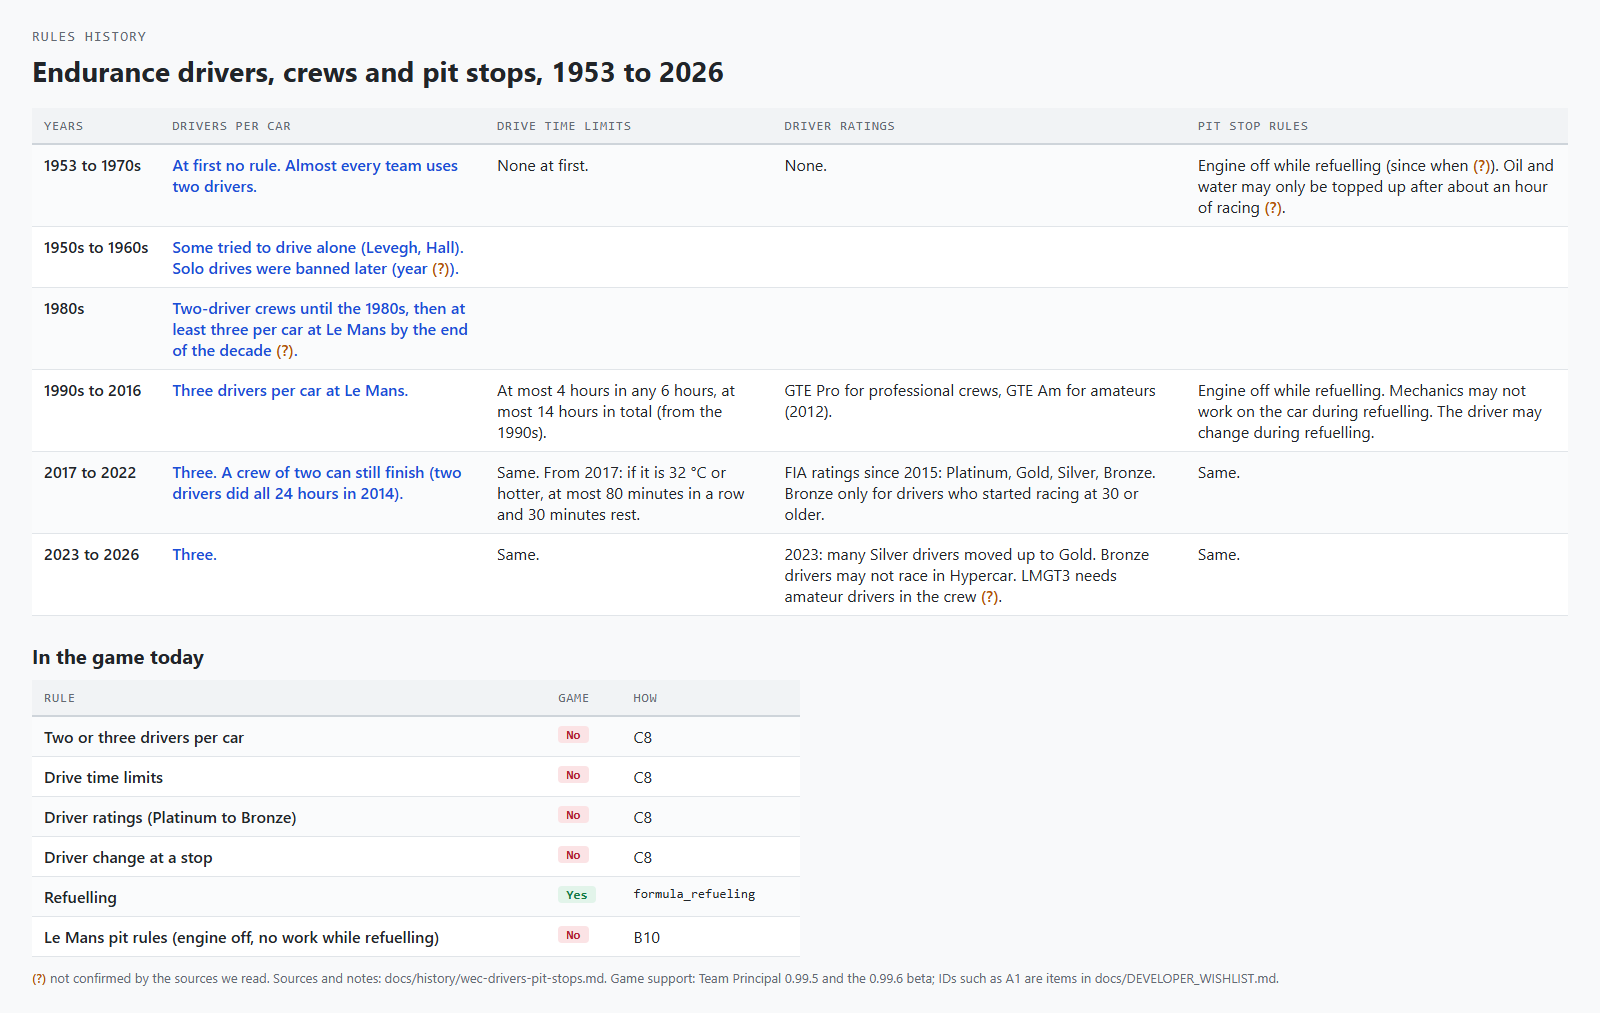 RULES HISTORY
Endurance drivers, crews and pit stops, 1953 to 2026
YEARS DRIVERS PER CAR DRIVE TIME LIMITS DRIVER RATINGS PIT STOP RULES
1953 to 1970s At first no rule. Almost every team uses None at first. None. Engine off while refuelling (since when (?)). Oil and
two drivers. water may only be topped up after about an hour
of racing (?).
1950s to 1960s Some tried to drive alone (Levegh, Hall).
Solo drives were banned later (year (?)).
1980s Two-driver crews until the 1980s, then at
least three per car at Le Mans by the end
of the decade (?).
1990s to 2016 Three drivers per car at Le Mans. At most 4 hours in any 6 hours, at GTE Pro for professional crews, GTE Am for amateurs Engine off while refuelling. Mechanics may not
most 14 hours in total (from the (2012). work on the car during refuelling. The driver may
1990s). change during refuelling.
2017 to 2022 Three. A crew of two can still finish (two Same. From 2017: if it is 32 °C or FIA ratings since 2015: Platinum, Gold, Silver, Bronze. Same.
drivers did all 24 hours in 2014). hotter, at most 80 minutes in a row Bronze only for drivers who started racing at 30 or
and 30 minutes rest. older.
2023 to 2026 Three. Same. 2023: many Silver drivers moved up to Gold. Bronze Same.
drivers may not race in Hypercar. LMGT3 needs
amateur drivers in the crew (?).
In the game today
RULE GAME HOW
Two or three drivers per car No C8
Drive time limits No C8
Driver ratings (Platinum to Bronze) No C8
Driver change at a stop No C8
Refuelling Yes formula_refueling
Le Mans pit rules (engine off, no work while refuelling) No B10
(?) not confirmed by the sources we read. Sources and notes: docs/history/wec-drivers-pit-stops.md. Game support: Team Principal 0.99.5 and the 0.99.6 beta; IDs such as A1 are items in docs/DEVELOPER_WISHLIST.md.